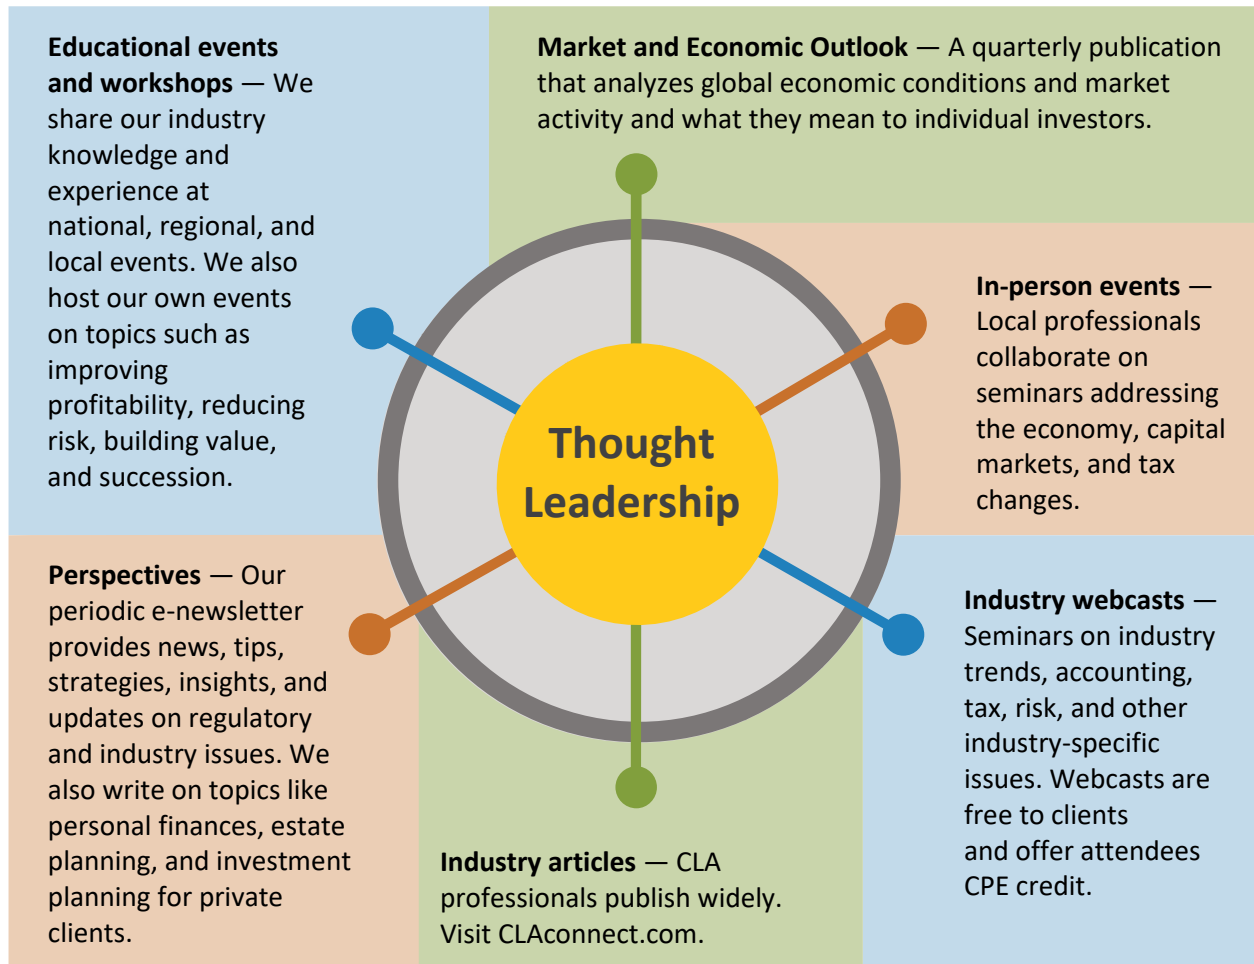 Educational events
and workshops — We
share our industry
knowledge and
experience at
national, regional, and
local events. We also
host our own events
on topics such as
improving
profitability, reducing
risk, building value,
and succession.
Market and Economic Outlook — A quarterly publication
that analyzes global economic conditions and market
activity and what they mean to individual investors.
In-person events —
Local professionals
collaborate on
seminars addressing
the economy, capital
markets, and tax
changes.
Thought
Leadership
Perspectives — Our
periodic e-newsletter
provides news, tips,
strategies, insights, and
updates on regulatory
and industry issues. We
also write on topics like
personal finances, estate
planning, and investment
planning for private
clients.
Industry articles — CLA
professionals publish widely.
Visit CLAconnect.com.
Industry webcasts —
Seminars on industry
trends, accounting,
tax, risk, and other
industry-specific
issues. Webcasts are
free to clients
and offer attendees
CPE credit.